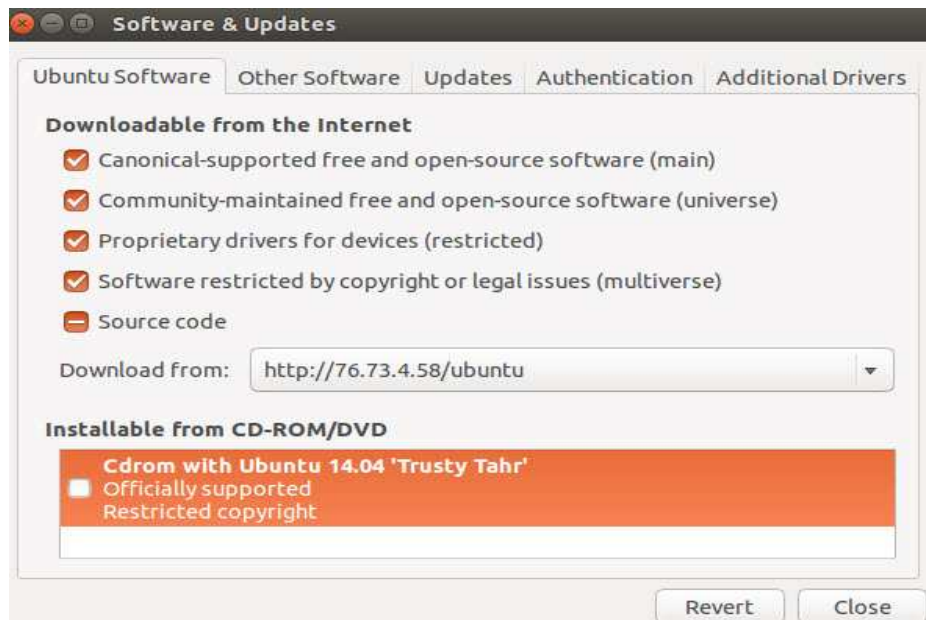 Software & Updates
Ubuntu Software Other Software Updates Authentication Additional Drivers
Downloadable from the Internet
Canonical-supported free and open-source software (main)
Community-maintained free and open-source software (universe)
Proprietary drivers for devices (restricted)
Software restricted by copyright or legal issues (multiverse)
Source code
Download from: http://76.73.4.58/ubuntu
Installable from CD-ROM/DVD
Cdrom with Ubuntu 14.04 'Trusty Tahr'
Officially supported
Restricted copyright
Revert Close